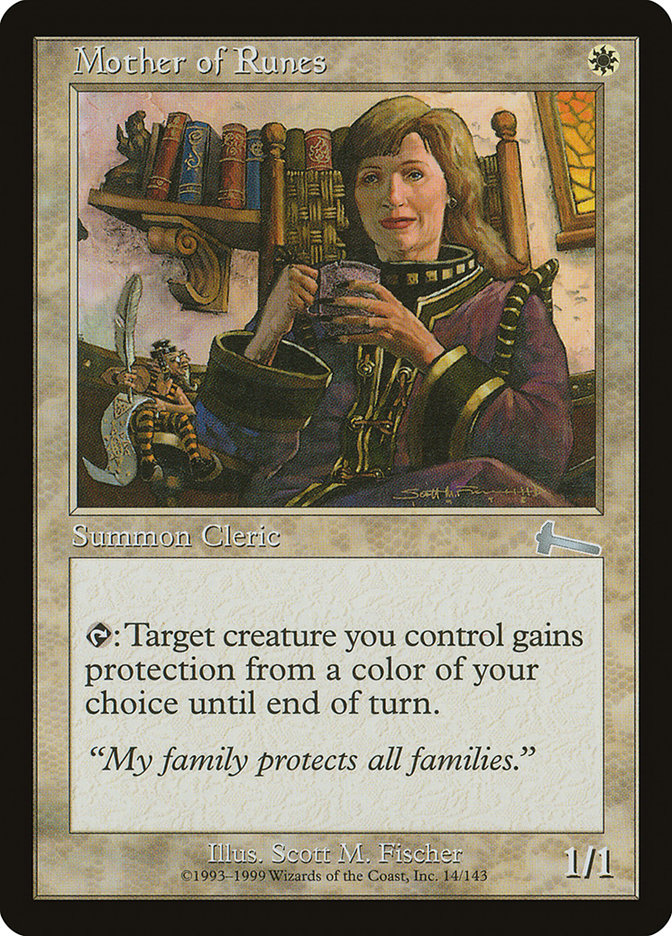 Mother of Runes
Scott M. Fischer
Summon Cleric
: Target creature you control gains
protection from a color of your
choice until end of turn.
“My family protects all families.”
Illus. Scott M. Fischer
©1993–1999 Wizards of the Coast, Inc. 14/143
1/1